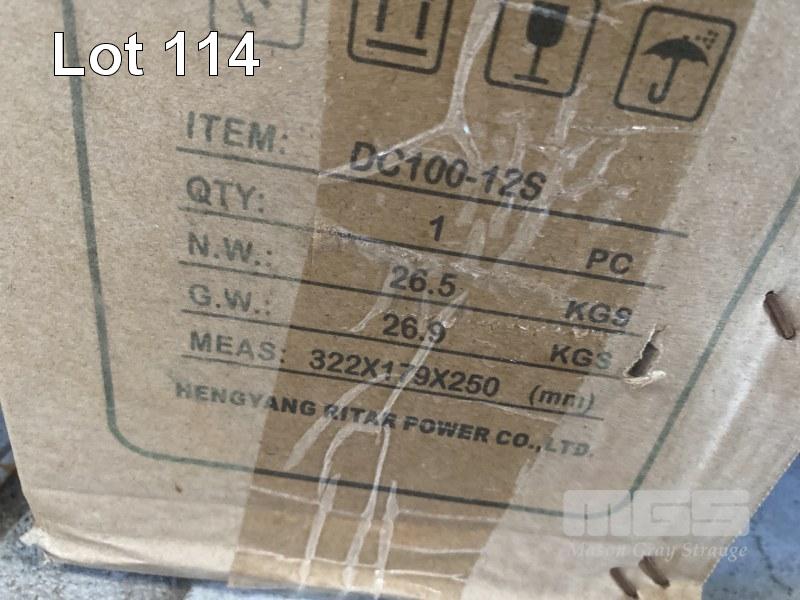 Lot 114
ITEM: DC100-12S
QTY: 1 PC
N.W.: 26.5 KGS
G.W.: 26.9 KGS
MEAS: 322X179X250 (mm)
HENGYANG RITAR POWER CO.,LTD.
MGS
Mason Gray Strange